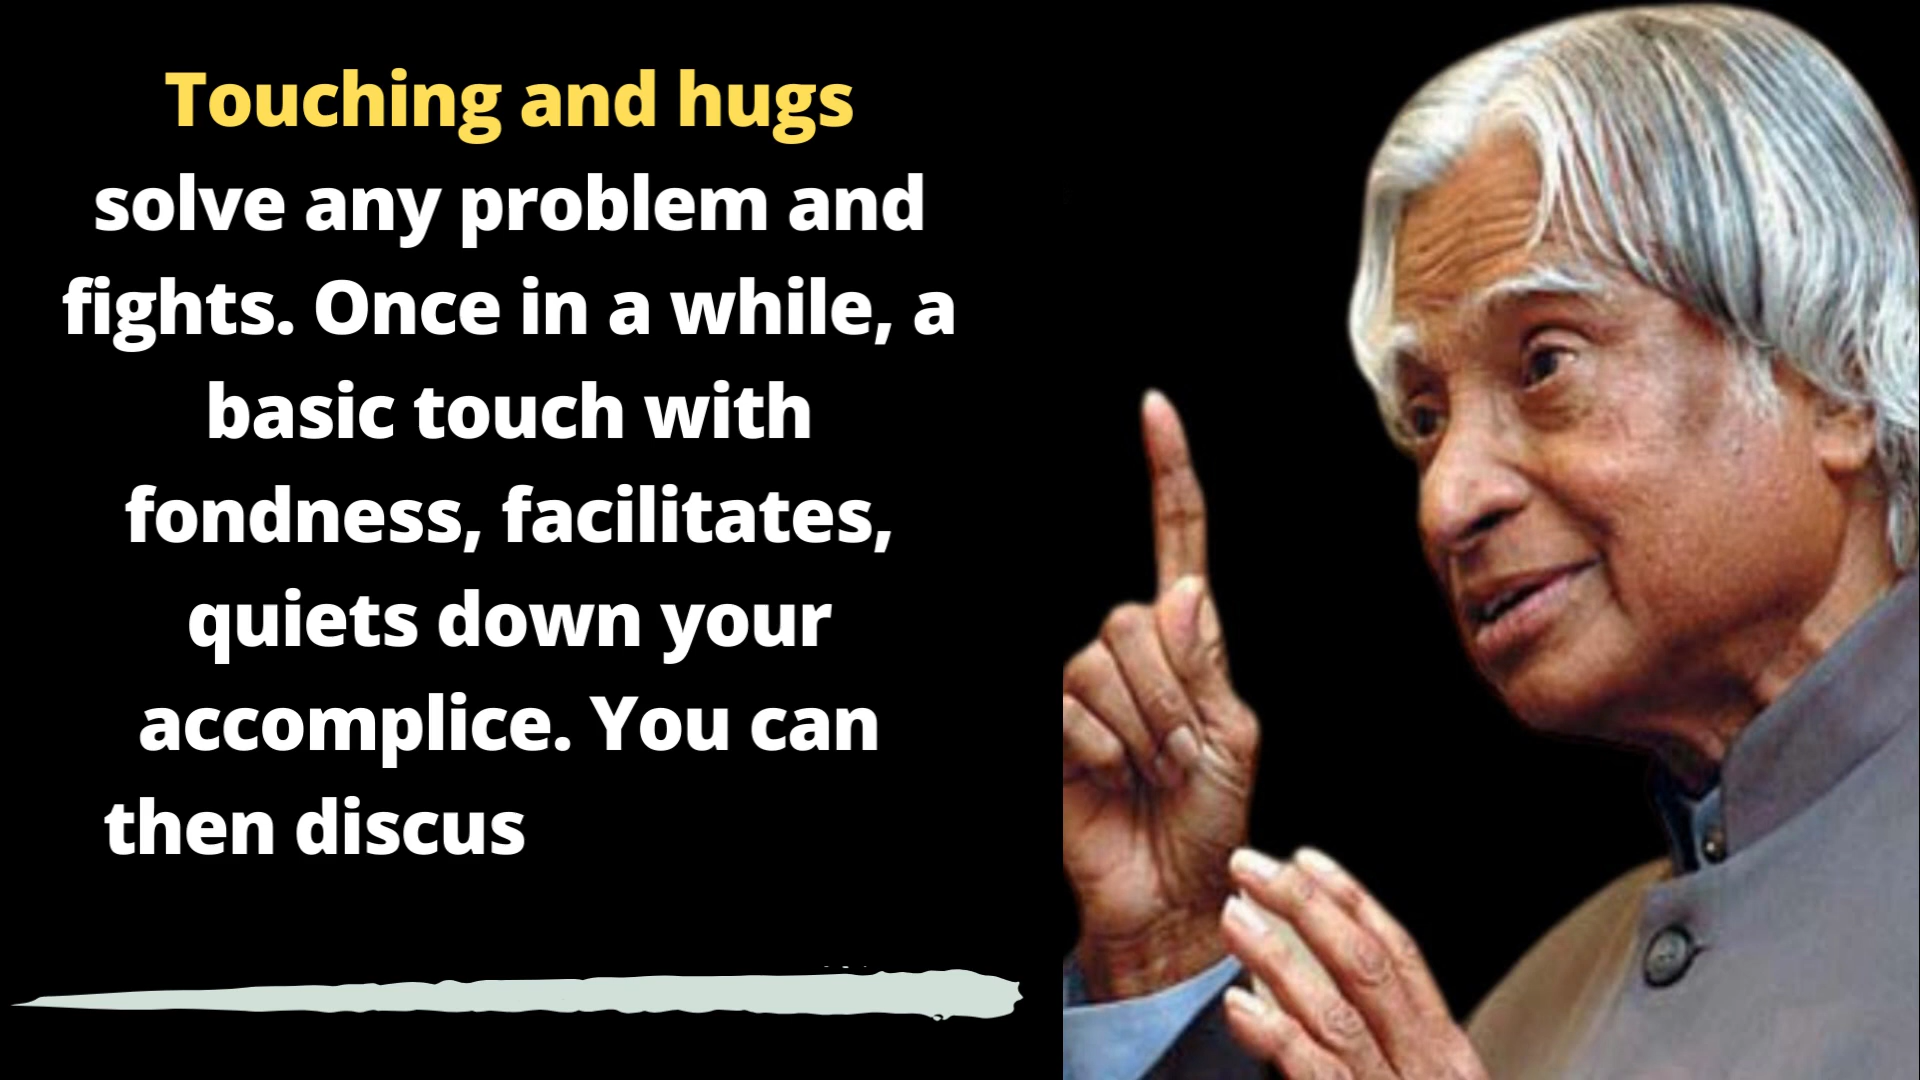 Touching and hugs
solve any problem and
fights. Once in a while, a
basic touch with
fondness, facilitates,
quiets down your
accomplice. You can
then discus